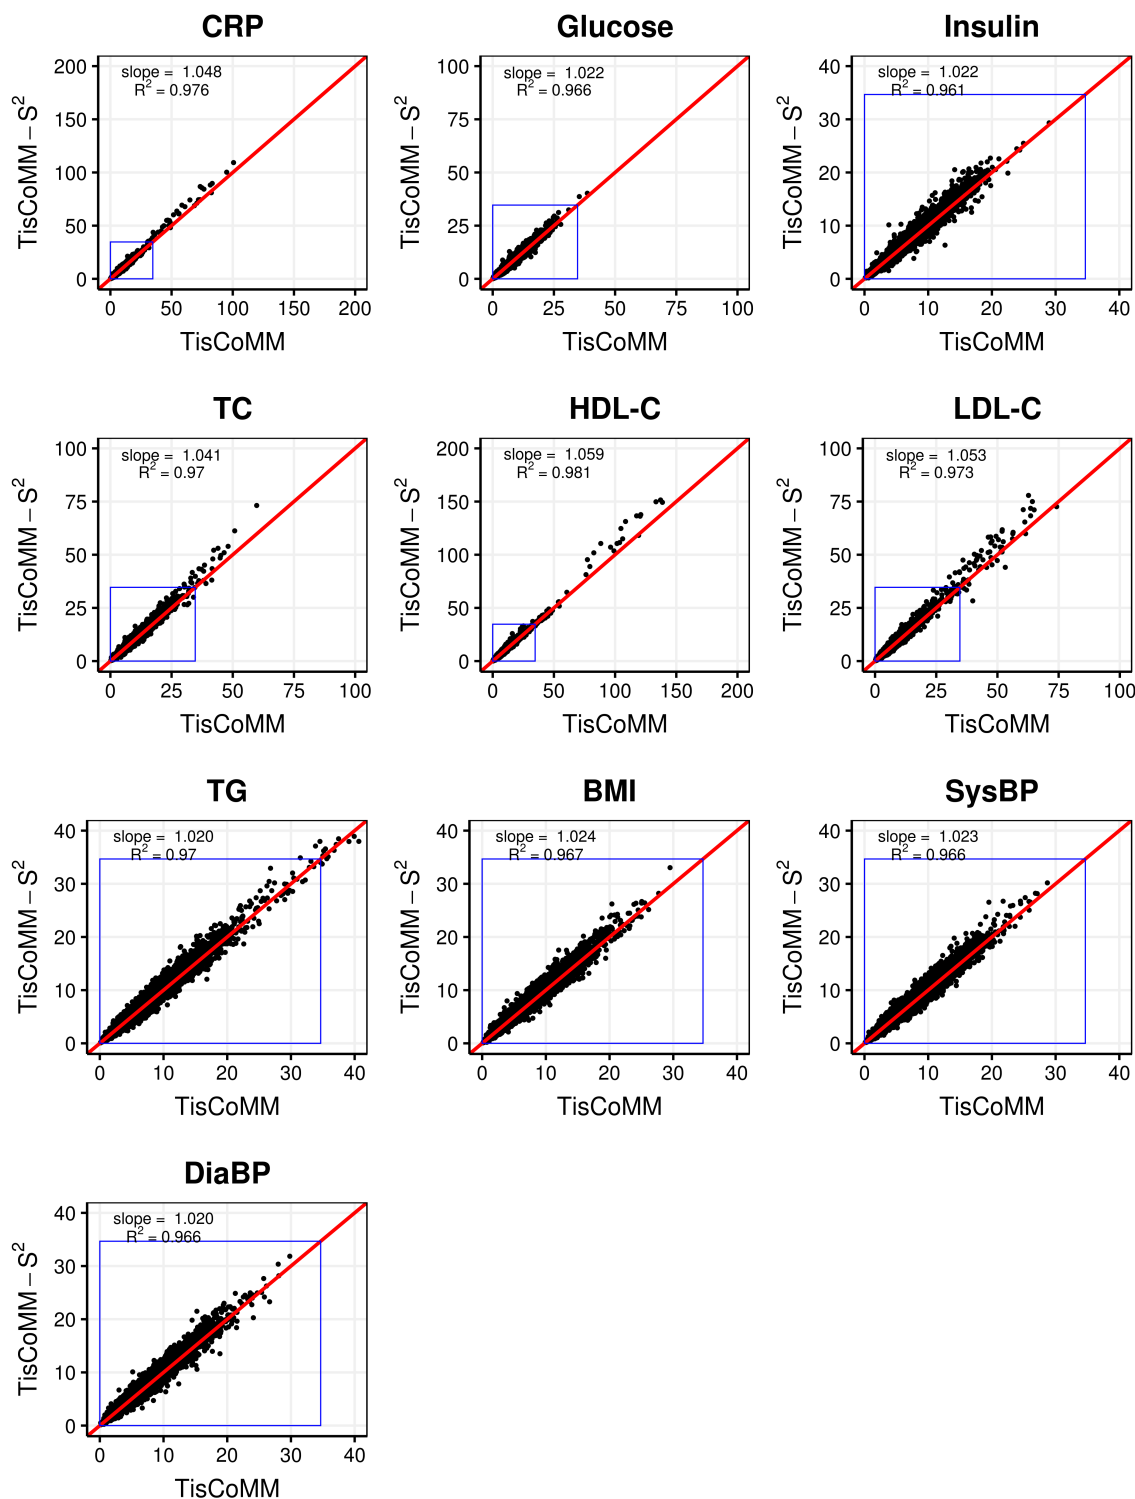 CRP
slope = 1.048
R² = 0.976
200
150
100
50
0
TisCoMM – S²
0 50 100 150 200
TisCoMM
Glucose
slope = 1.022
R² = 0.966
100
75
50
25
0
TisCoMM – S²
0 25 50 75 100
TisCoMM
Insulin
slope = 1.022
R² = 0.961
40
30
20
10
0
TisCoMM – S²
0 10 20 30 40
TisCoMM
TC
slope = 1.041
R² = 0.97
100
75
50
25
0
TisCoMM – S²
0 25 50 75 100
TisCoMM
HDL-C
slope = 1.059
R² = 0.981
200
150
100
50
0
TisCoMM – S²
0 50 100 150 200
TisCoMM
LDL-C
slope = 1.053
R² = 0.973
100
75
50
25
0
TisCoMM – S²
0 25 50 75 100
TisCoMM
TG
slope = 1.020
R² = 0.97
40
30
20
10
0
TisCoMM – S²
0 10 20 30 40
TisCoMM
BMI
slope = 1.024
R² = 0.967
40
30
20
10
0
TisCoMM – S²
0 10 20 30 40
TisCoMM
SysBP
slope = 1.023
R² = 0.966
40
30
20
10
0
TisCoMM – S²
0 10 20 30 40
TisCoMM
DiaBP
slope = 1.020
R² = 0.966
40
30
20
10
0
TisCoMM – S²
0 10 20 30 40
TisCoMM